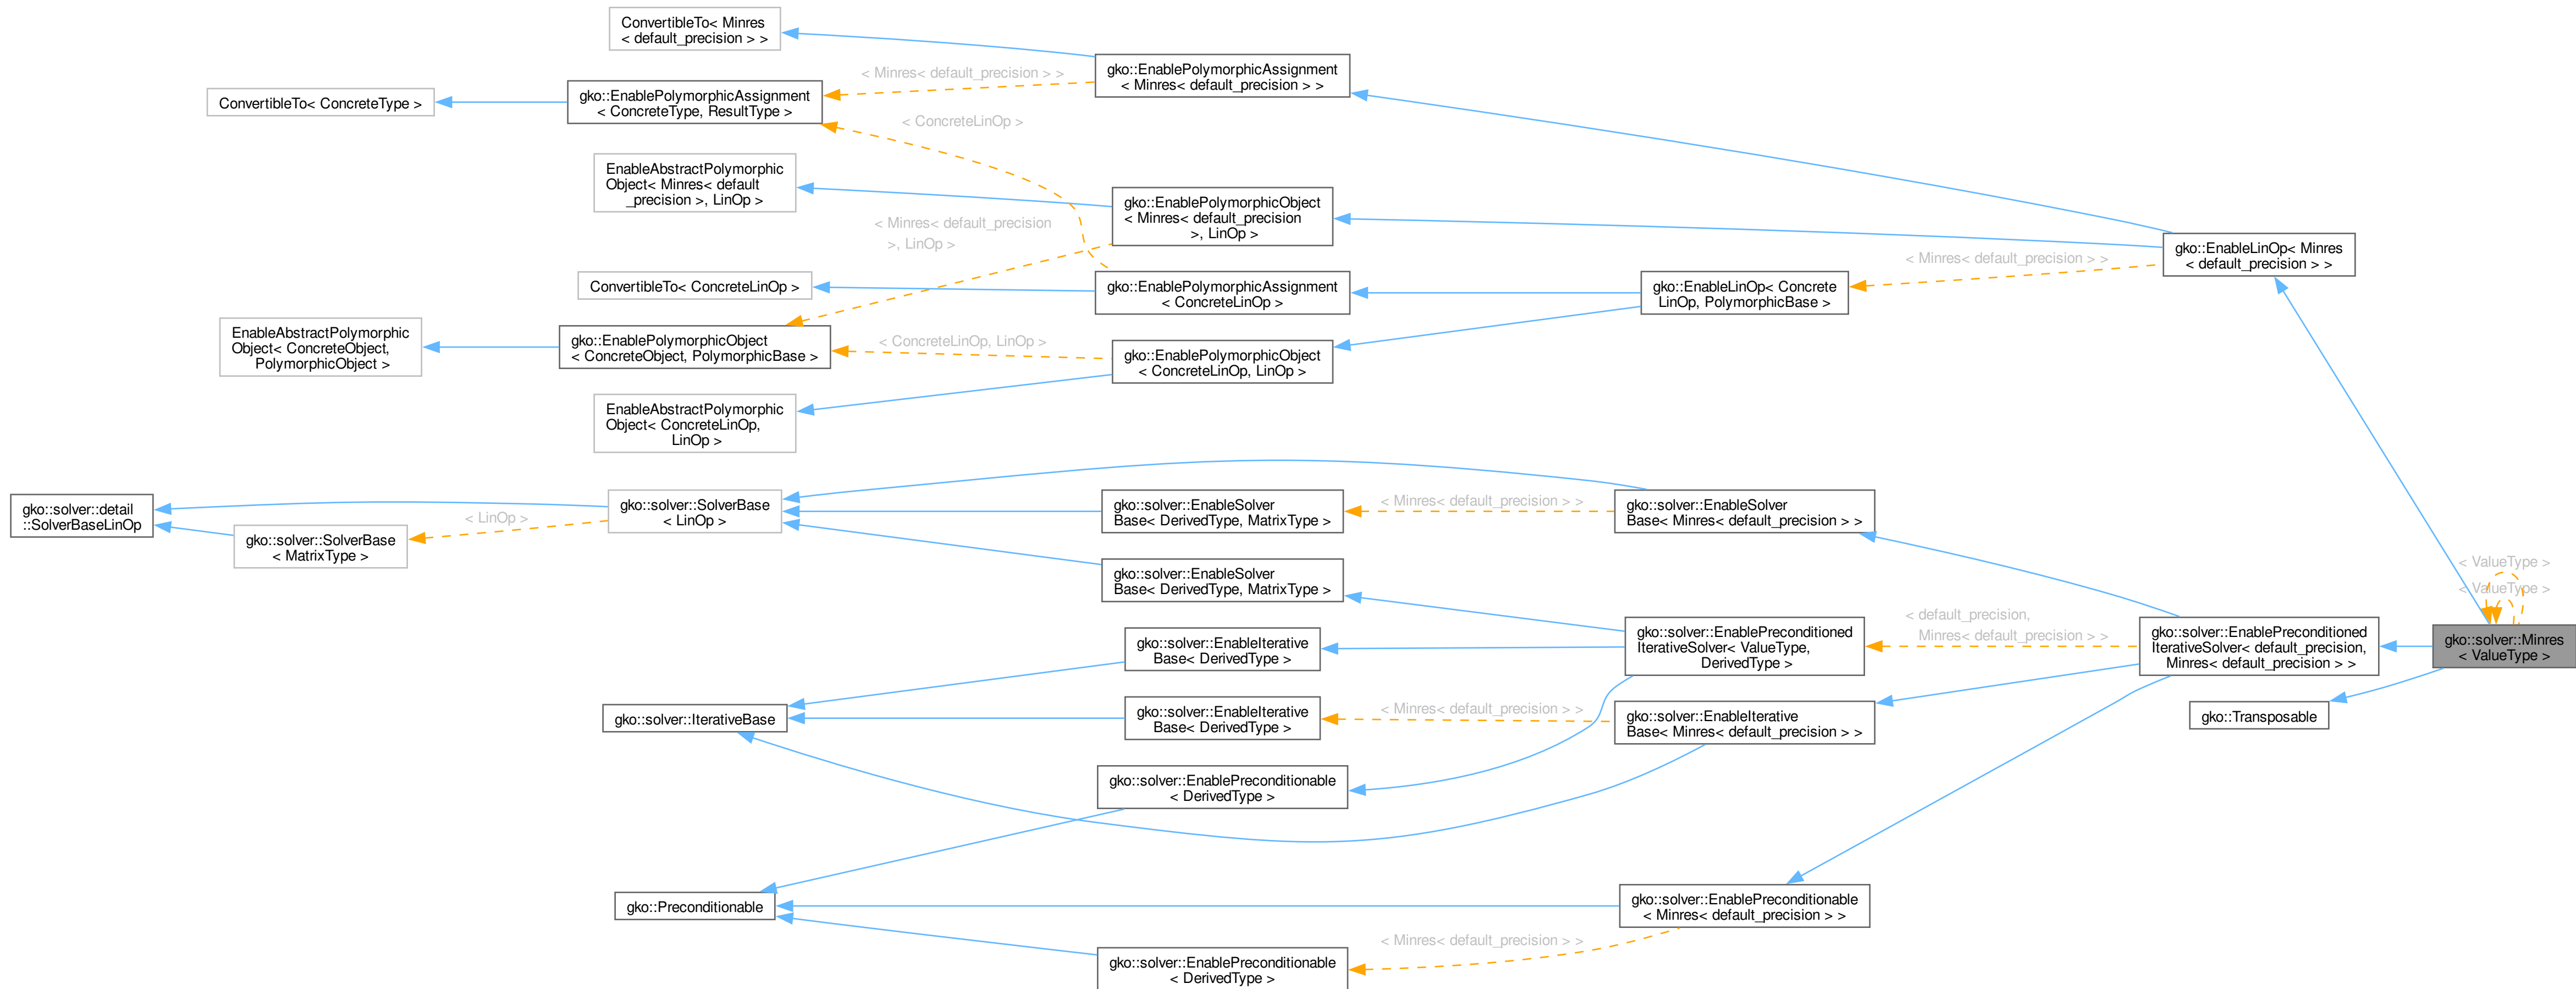 ConvertibleTo< Minres
< default_precision > >
gko::EnablePolymorphicAssignment
< Minres< default_precision > >
< Minres< default_precision > >
ConvertibleTo< ConcreteType >
gko::EnablePolymorphicAssignment
< ConcreteType, ResultType >
< ConcreteLinOp >
EnableAbstractPolymorphic
Object< Minres< default
_precision >, LinOp >
gko::EnablePolymorphicObject
< Minres< default_precision
>, LinOp >
< Minres< default_precision
>, LinOp >
gko::EnableLinOp< Minres
< default_precision > >
< Minres< default_precision > >
ConvertibleTo< ConcreteLinOp >
gko::EnablePolymorphicAssignment
< ConcreteLinOp >
gko::EnableLinOp< Concrete
LinOp, PolymorphicBase >
EnableAbstractPolymorphic
Object< ConcreteObject,
PolymorphicObject >
gko::EnablePolymorphicObject
< ConcreteObject, PolymorphicBase >
< ConcreteLinOp, LinOp >
gko::EnablePolymorphicObject
< ConcreteLinOp, LinOp >
EnableAbstractPolymorphic
Object< ConcreteLinOp,
LinOp >
gko::solver::detail
::SolverBaseLinOp
gko::solver::SolverBase
< MatrixType >
< LinOp >
gko::solver::SolverBase
< LinOp >
gko::solver::EnableSolver
Base< DerivedType, MatrixType >
< Minres< default_precision > >
gko::solver::EnableSolver
Base< Minres< default_precision > >
gko::solver::EnableSolver
Base< DerivedType, MatrixType >
< ValueType >
< ValueType >
gko::solver::EnableIterative
Base< DerivedType >
gko::solver::EnablePreconditioned
IterativeSolver< ValueType,
DerivedType >
< default_precision,
Minres< default_precision > >
gko::solver::EnablePreconditioned
IterativeSolver< default_precision,
Minres< default_precision > >
gko::solver::Minres
< ValueType >
gko::solver::IterativeBase
gko::solver::EnableIterative
Base< DerivedType >
< Minres< default_precision > >
gko::solver::EnableIterative
Base< Minres< default_precision > >
gko::Transposable
gko::solver::EnablePreconditionable
< DerivedType >
gko::Preconditionable
gko::solver::EnablePreconditionable
< Minres< default_precision > >
< Minres< default_precision > >
gko::solver::EnablePreconditionable
< DerivedType >